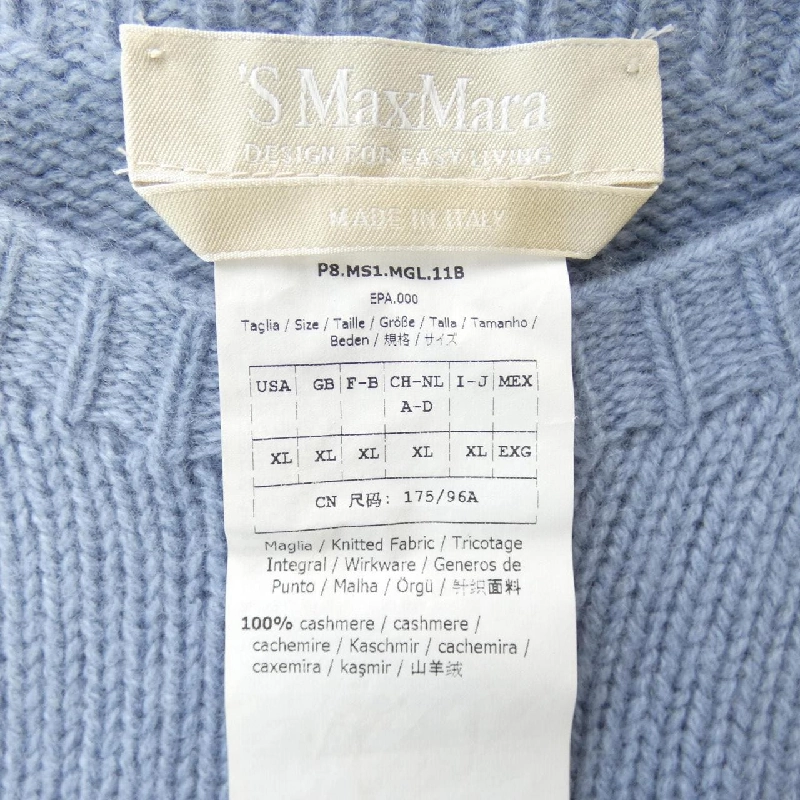 'S MaxMara
DESIGN FOR EASY LIVING
MADE IN ITALY
P8.MS1.MGL.11B
EPA.000
Taglia / Size / Taille / Größe / Talla / Tamanho /
Beden / 規格 / サイズ
USA GB F-B CH-NL I-J MEX
A-D
XL XL XL XL XL EXG
CN 尺码: 175/96A
Maglia / Knitted Fabric / Tricotage
Integral / Wirkware / Generos de
Punto / Malha / Örgü / 针织面料
100% cashmere / cashmere /
cachemire / Kaschmir / cachemira /
caxemira / kaşmir / 山羊绒